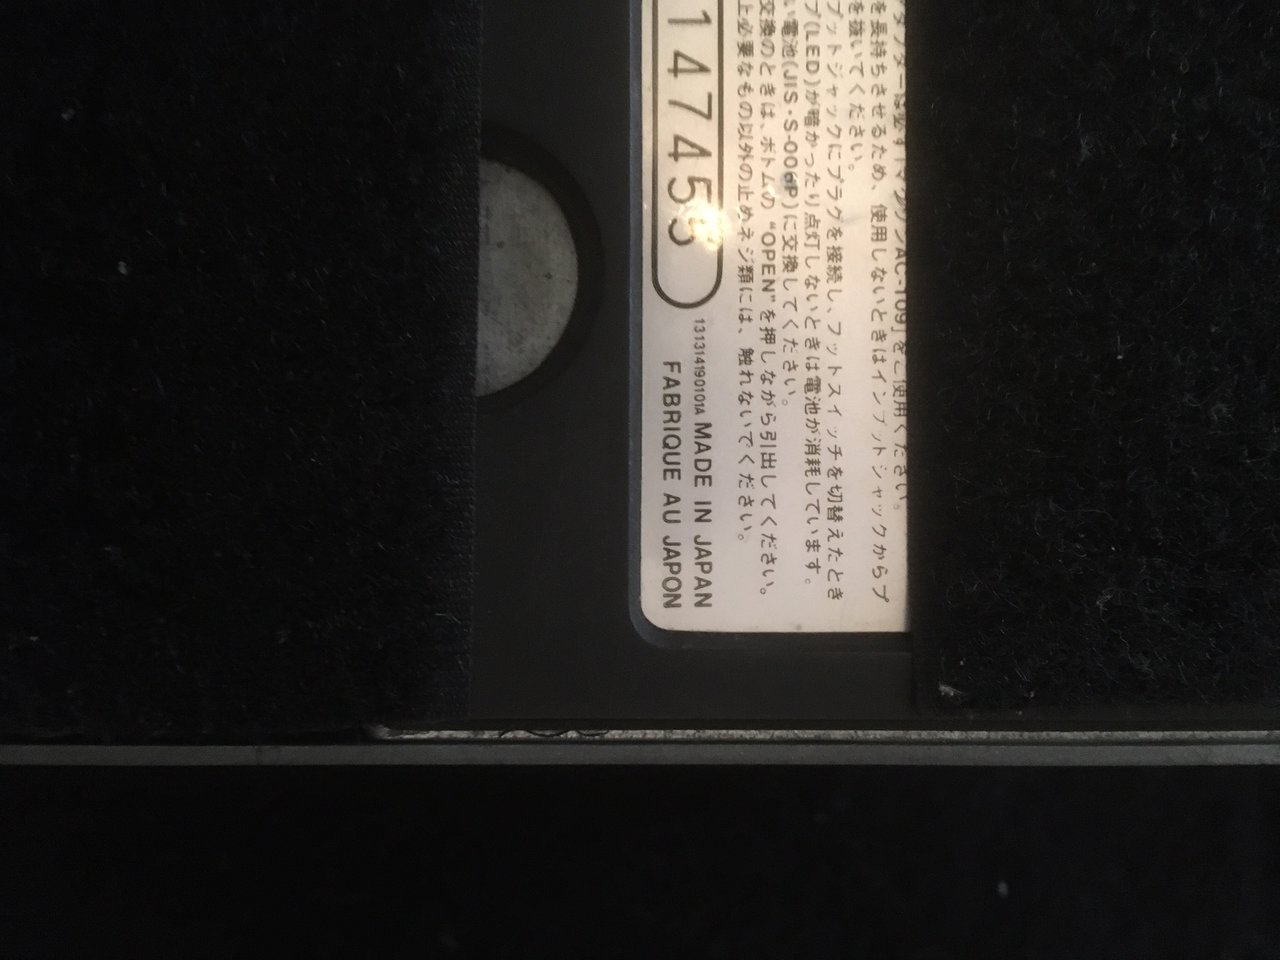 を長持ちさせるため、使用しないときはインプットジャックからプ
を抜いてください。
プットジャックにプラグを接続し、フットスイッチを切替えたとき
プ(LED)が暗かったり点灯しないときは電池が消耗しています。
い電池(JIS・S-006P)に交換してください。
交換のときは、ボトムの“OPEN”を押しながら引出してください。
上必要なもの以外の止めネジ類には、触れないでください。
147455
131314190101A MADE IN JAPAN
FABRIQUE AU JAPON